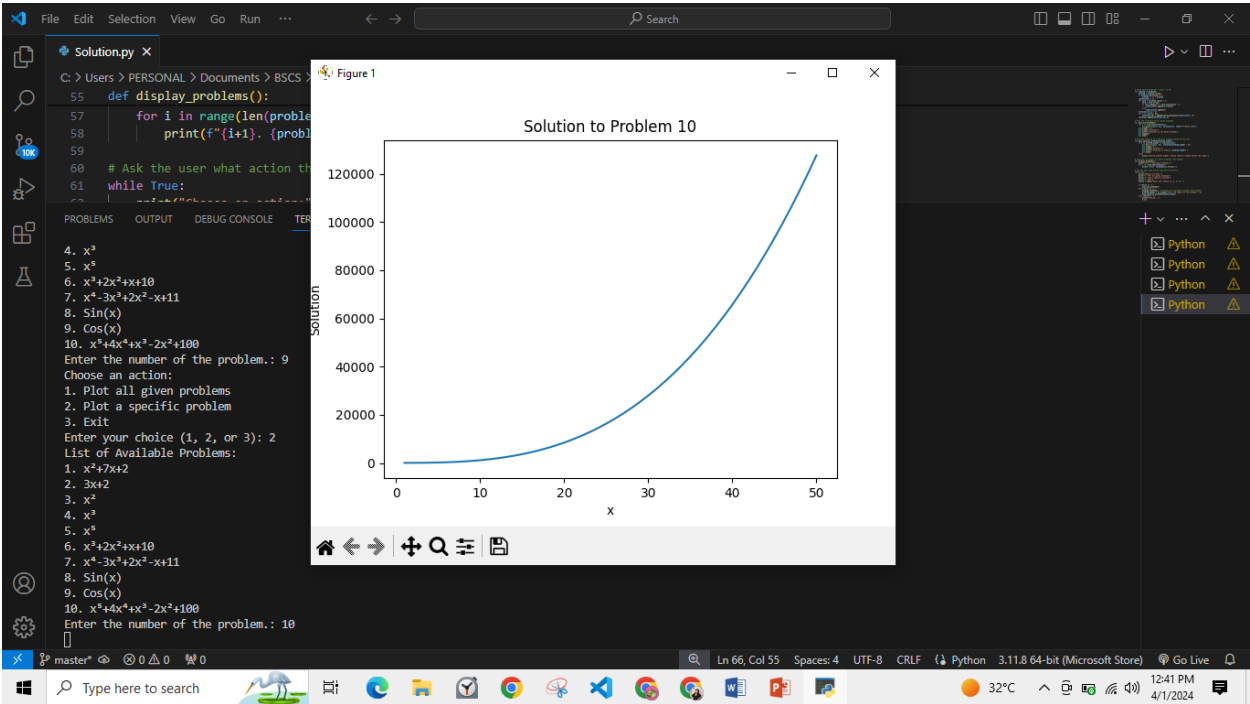 File Edit Selection View Go Run ··· Search
Solution.py
C: > Users > PERSONAL > Documents > BSCS >
55 def display_problems():
57 for i in range(len(proble
58 print(f"{i+1}. {probl
59
60 # Ask the user what action th
61 while True:
PROBLEMS OUTPUT DEBUG CONSOLE TER
4. x³
5. x⁵
6. x³+2x²+x+10
7. x⁴-3x³+2x²-x+11
8. Sin(x)
9. Cos(x)
10. x⁵+4x⁴+x³-2x²+100
Enter the number of the problem.: 9
Choose an action:
1. Plot all given problems
2. Plot a specific problem
3. Exit
Enter your choice (1, 2, or 3): 2
List of Available Problems:
1. x²+7x+2
2. 3x+2
3. x²
4. x³
5. x⁵
6. x³+2x²+x+10
7. x⁴-3x³+2x²-x+11
8. Sin(x)
9. Cos(x)
10. x⁵+4x⁴+x³-2x²+100
Enter the number of the problem.: 10
Figure 1
Solution to Problem 10
120000
100000
80000
60000
40000
20000
0
Solution
0 10 20 30 40 50
x
Python
Python
Python
Python
10K
master* 0 0 0 Ln 66, Col 55 Spaces: 4 UTF-8 CRLF Python 3.11.8 64-bit (Microsoft Store) Go Live
Type here to search 32°C 12:41 PM
4/1/2024